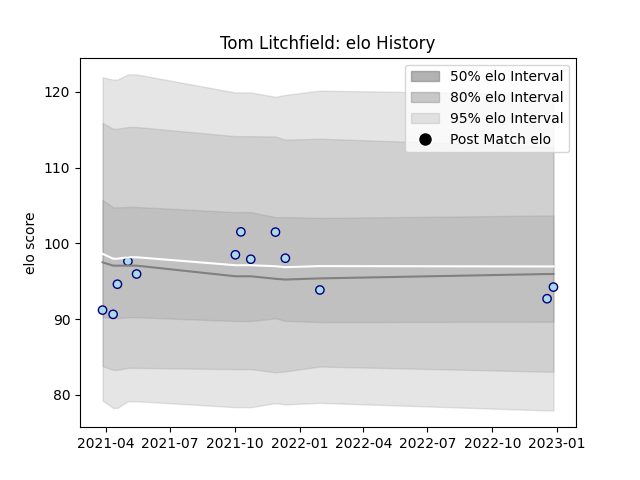 Tom Litchfield: elo History
50% elo Interval
80% elo Interval
95% elo Interval
Post Match elo
elo score
120
110
100
90
80
2021-04 2021-07 2021-10 2022-01 2022-04 2022-07 2022-10 2023-01